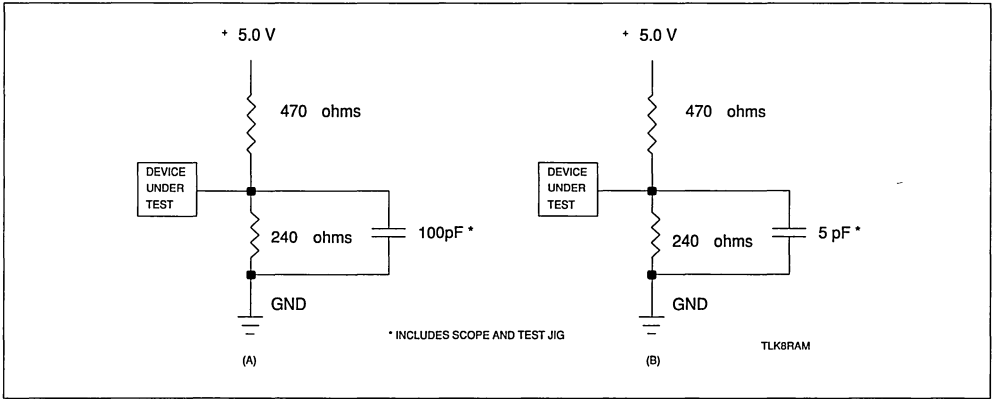 + 5.0 V
470 ohms
DEVICE
UNDER
TEST
240 ohms
100pF *
GND
(A)
+ 5.0 V
470 ohms
DEVICE
UNDER
TEST
240 ohms
5 pF *
GND
(B)
* INCLUDES SCOPE AND TEST JIG
TLK8RAM